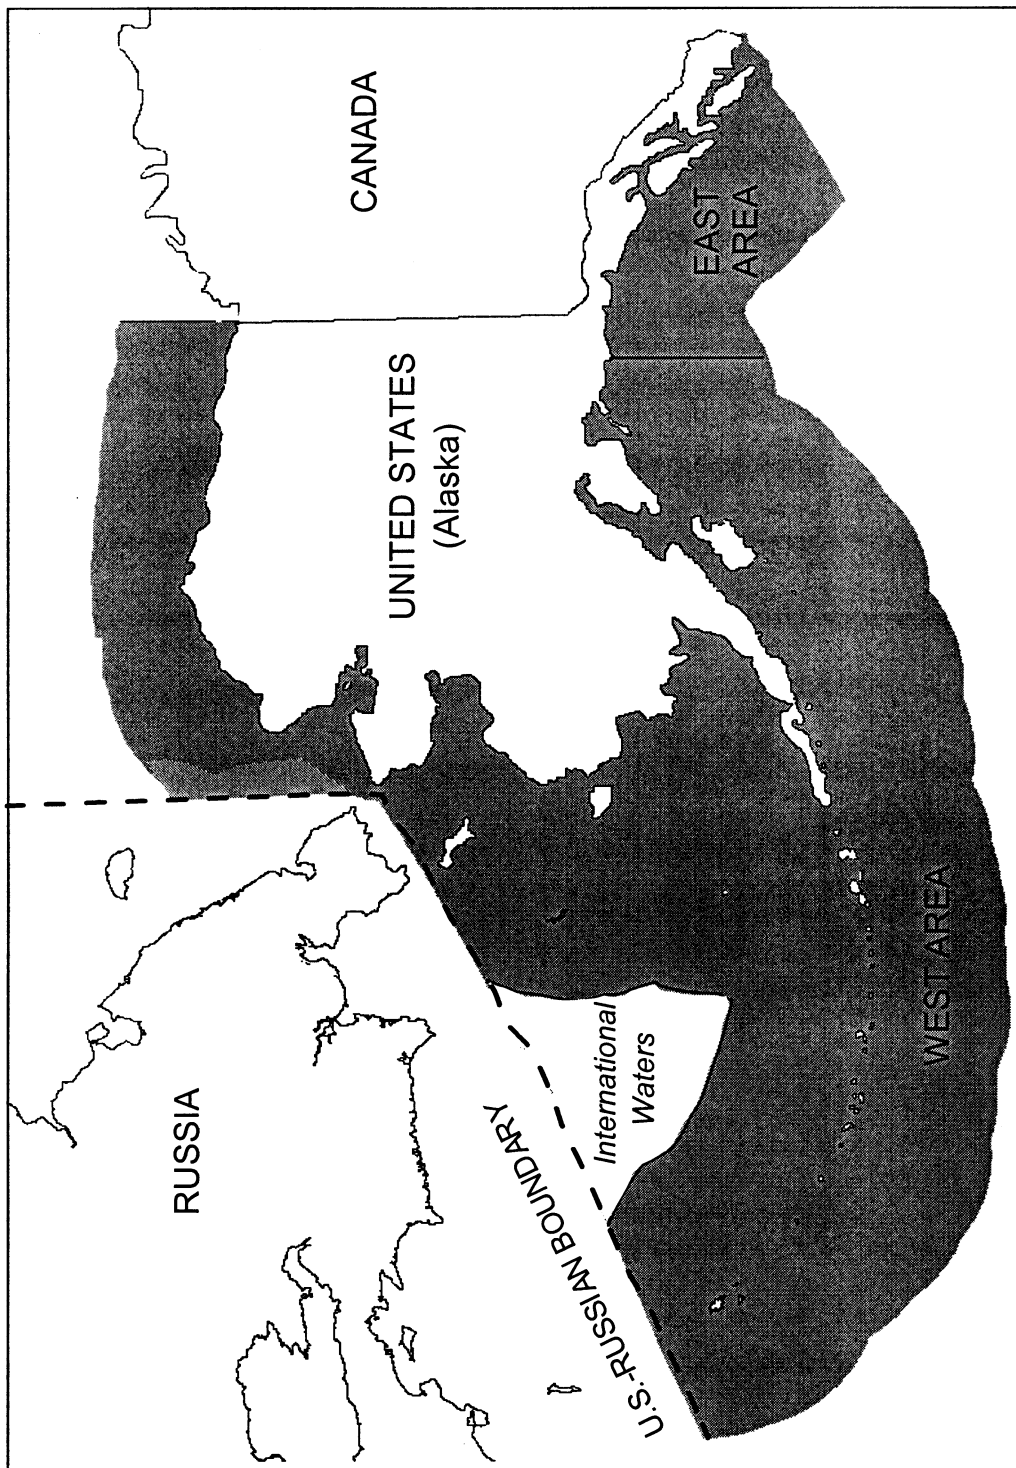 CANADA
UNITED STATES
(Alaska)
EAST
AREA
RUSSIA
International
Waters
U.S.-RUSSIAN BOUNDARY
WEST AREA